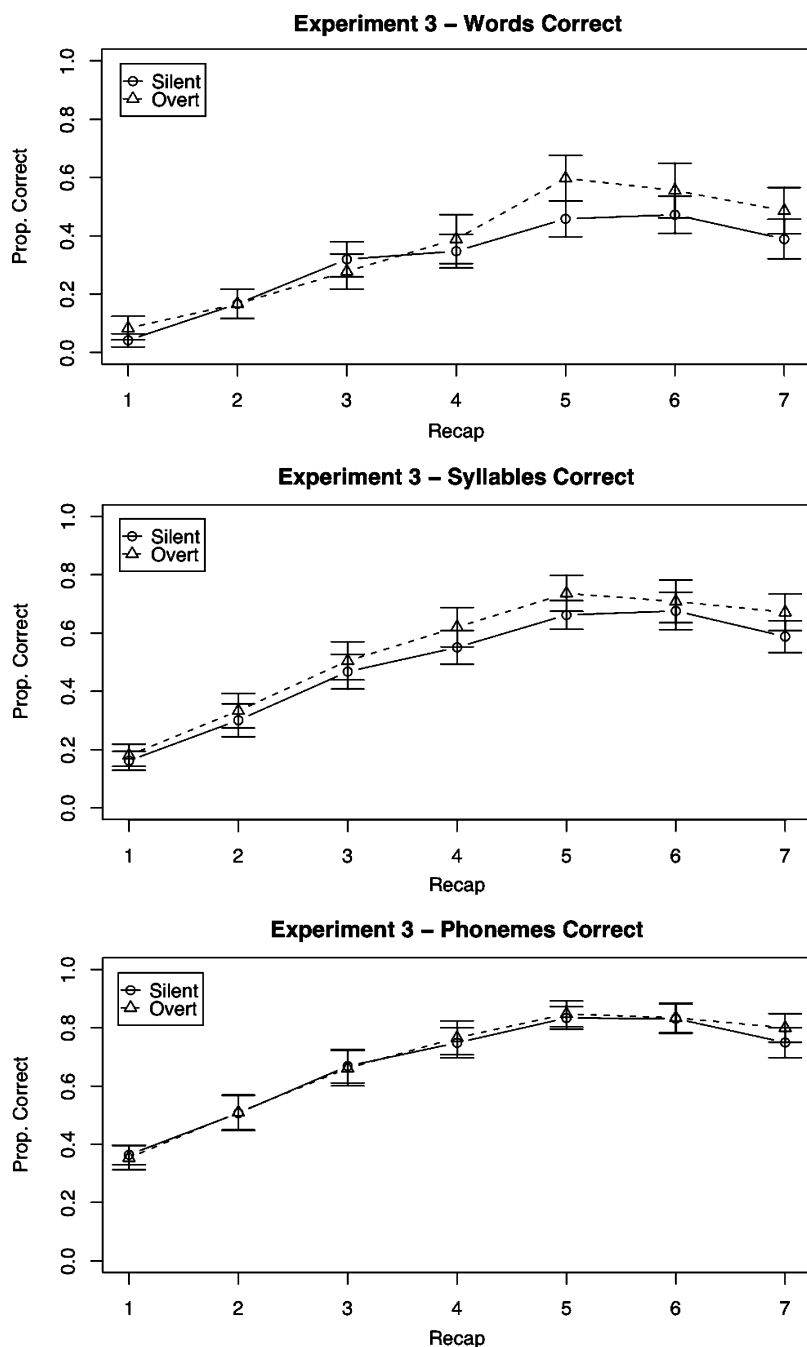 Experiment 3 – Words Correct
Silent
Overt
Prop. Correct
1.0
0.8
0.6
0.4
0.2
0.0
1 2 3 4 5 6 7
Recap
Experiment 3 – Syllables Correct
Silent
Overt
Prop. Correct
1.0
0.8
0.6
0.4
0.2
0.0
1 2 3 4 5 6 7
Recap
Experiment 3 – Phonemes Correct
Silent
Overt
Prop. Correct
1.0
0.8
0.6
0.4
0.2
0.0
1 2 3 4 5 6 7
Recap